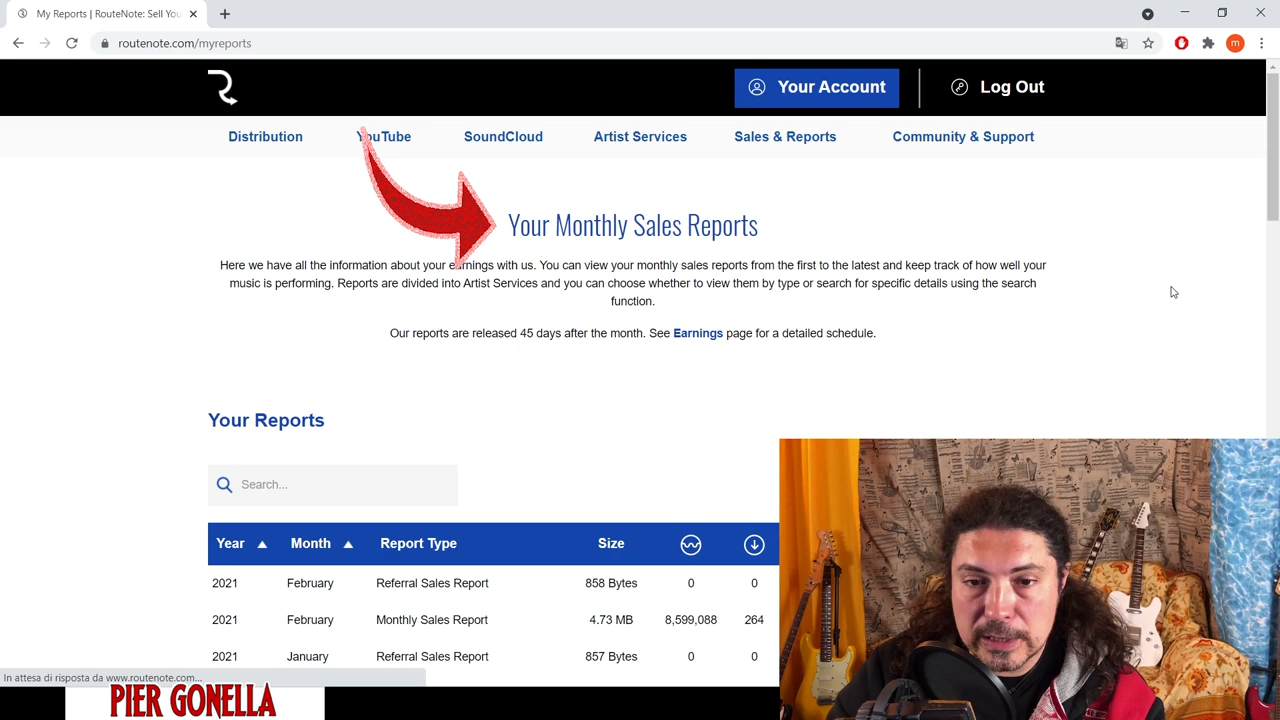 My Reports | RouteNote: Sell You
routenote.com/myreports
m
Your Account
Log Out
Distribution YouTube SoundCloud Artist Services Sales & Reports Community & Support
Your Monthly Sales Reports
Here we have all the information about your earnings with us. You can view your monthly sales reports from the first to the latest and keep track of how well your
music is performing. Reports are divided into Artist Services and you can choose whether to view them by type or search for specific details using the search
function.
Our reports are released 45 days after the month. See Earnings page for a detailed schedule.
Your Reports
Search...
Year Month Report Type Size
2021 February Referral Sales Report 858 Bytes 0 0
2021 February Monthly Sales Report 4.73 MB 8,599,088 264
2021 January Referral Sales Report 857 Bytes 0 0
In attesa di risposta da www.routenote.com...
PIER GONELLA